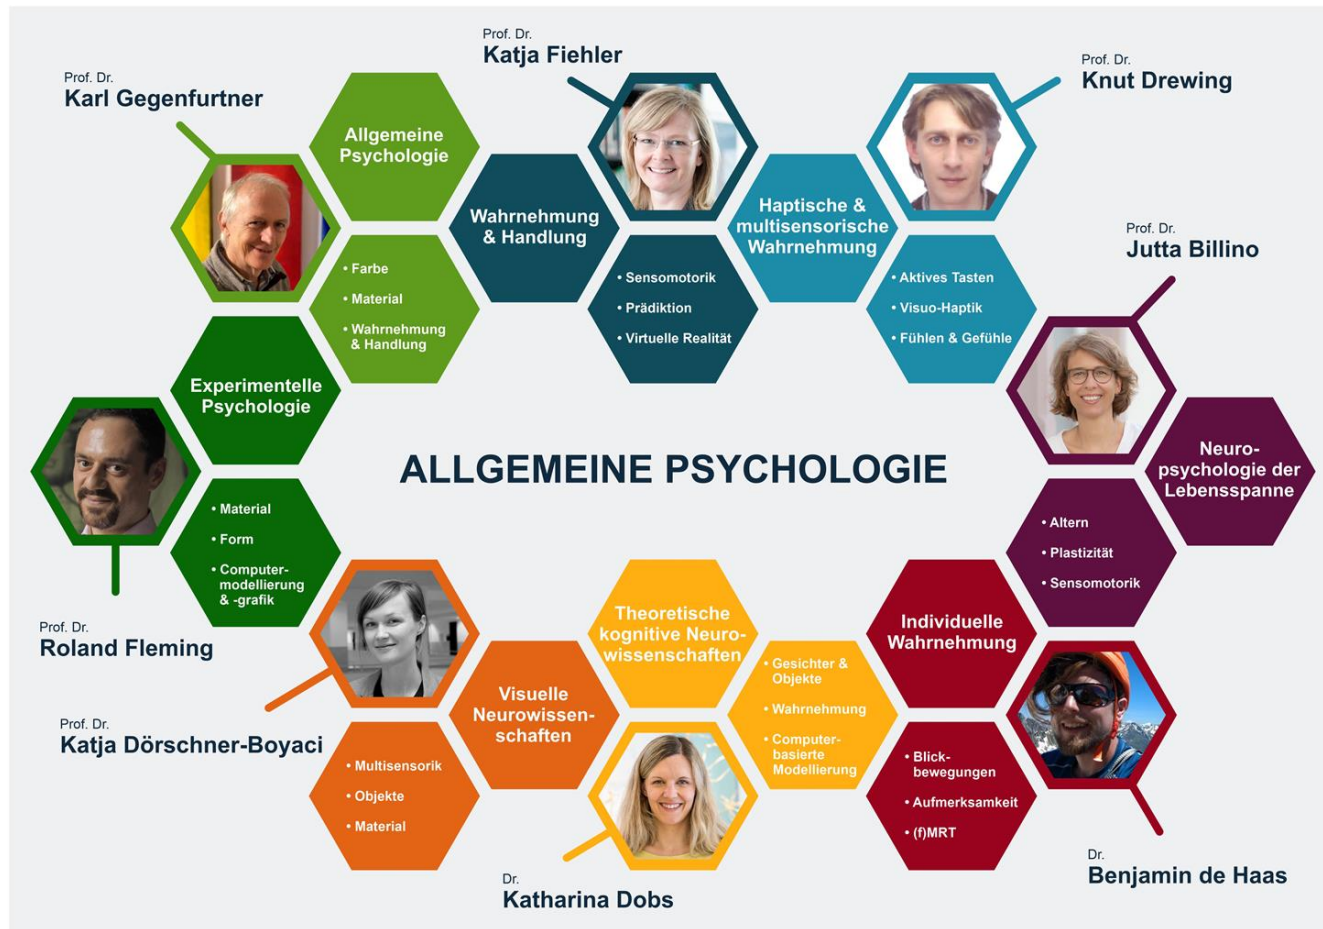 Prof. Dr.
Karl Gegenfurtner
Allgemeine
Psychologie
• Farbe
• Material
• Wahrnehmung
& Handlung
Prof. Dr.
Katja Fiehler
Wahrnehmung
& Handlung
• Sensomotorik
• Prädiktion
• Virtuelle Realität
Prof. Dr.
Knut Drewing
Haptische &
multisensorische
Wahrnehmung
• Aktives Tasten
• Visuo-Haptik
• Fühlen & Gefühle
Prof. Dr.
Jutta Billino
Neuro-
psychologie der
Lebensspanne
• Altern
• Plastizität
• Sensomotorik
Experimentelle
Psychologie
• Material
• Form
• Computer-
modellierung
& -grafik
Prof. Dr.
Roland Fleming
ALLGEMEINE PSYCHOLOGIE
Prof. Dr.
Katja Dörschner-Boyaci
Visuelle
Neurowissen-
schaften
• Multisensorik
• Objekte
• Material
Theoretische
kognitive Neuro-
wissenschaften
• Gesichter &
Objekte
• Wahrnehmung
• Computer-
basierte
Modellierung
Dr.
Katharina Dobs
Individuelle
Wahrnehmung
• Blick-
bewegungen
• Aufmerksamkeit
• (f)MRT
Dr.
Benjamin de Haas